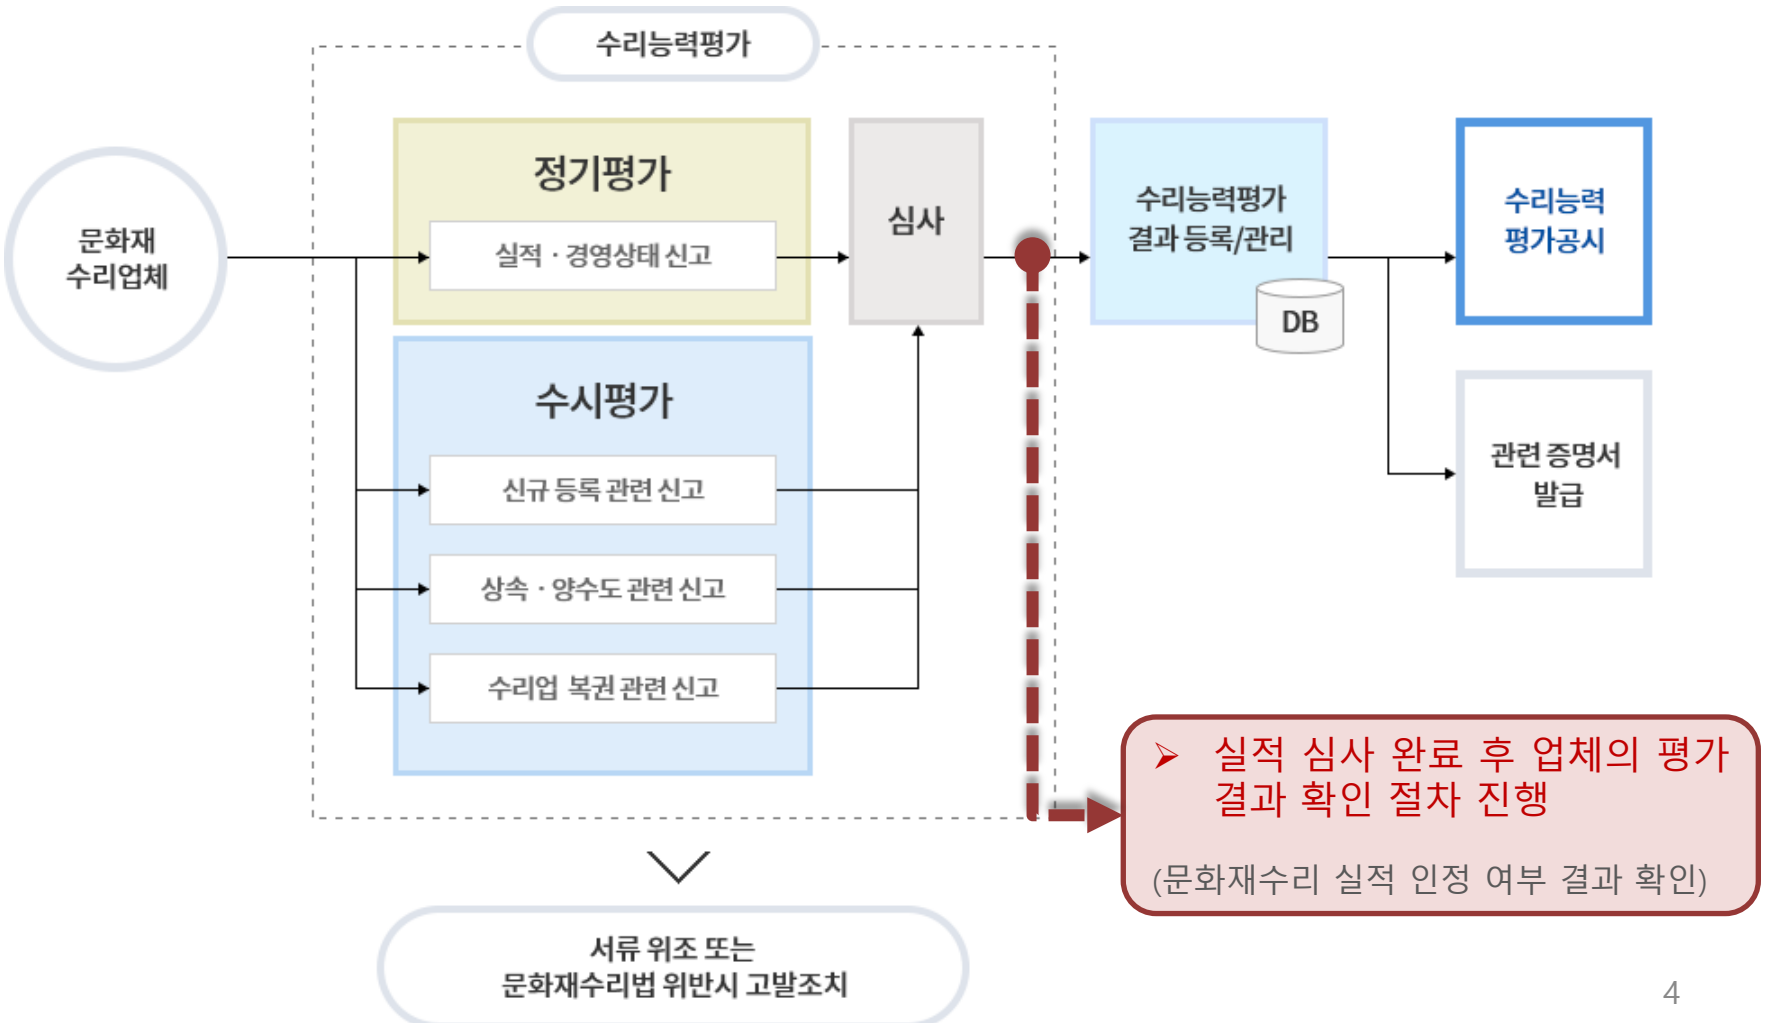 수리능력평가
문화재
수리업체
정기평가
실적 · 경영상태 신고
심사
수리능력평가
결과 등록/관리
DB
수리능력
평가공시
수시평가
신규 등록 관련 신고
상속 · 양수도 관련 신고
수리업 복권 관련 신고
관련 증명서
발급
➢ 실적 심사 완료 후 업체의 평가
결과 확인 절차 진행
(문화재수리 실적 인정 여부 결과 확인)
서류 위조 또는
문화재수리법 위반시 고발조치
4